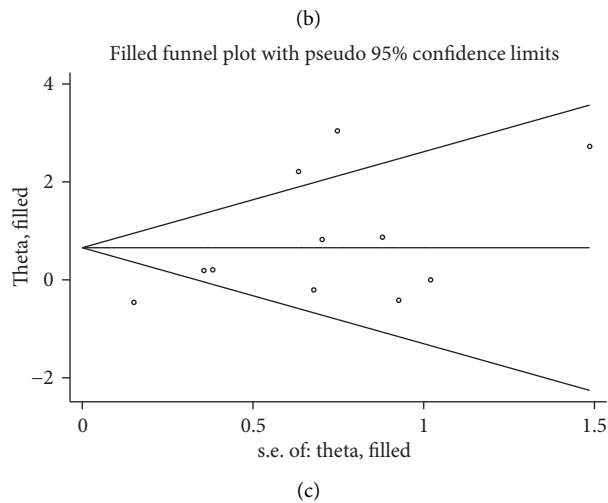 (b)
Filled funnel plot with pseudo 95% confidence limits
4
2
0
−2
Theta, filled
0
0.5
1
1.5
s.e. of: theta, filled
(c)